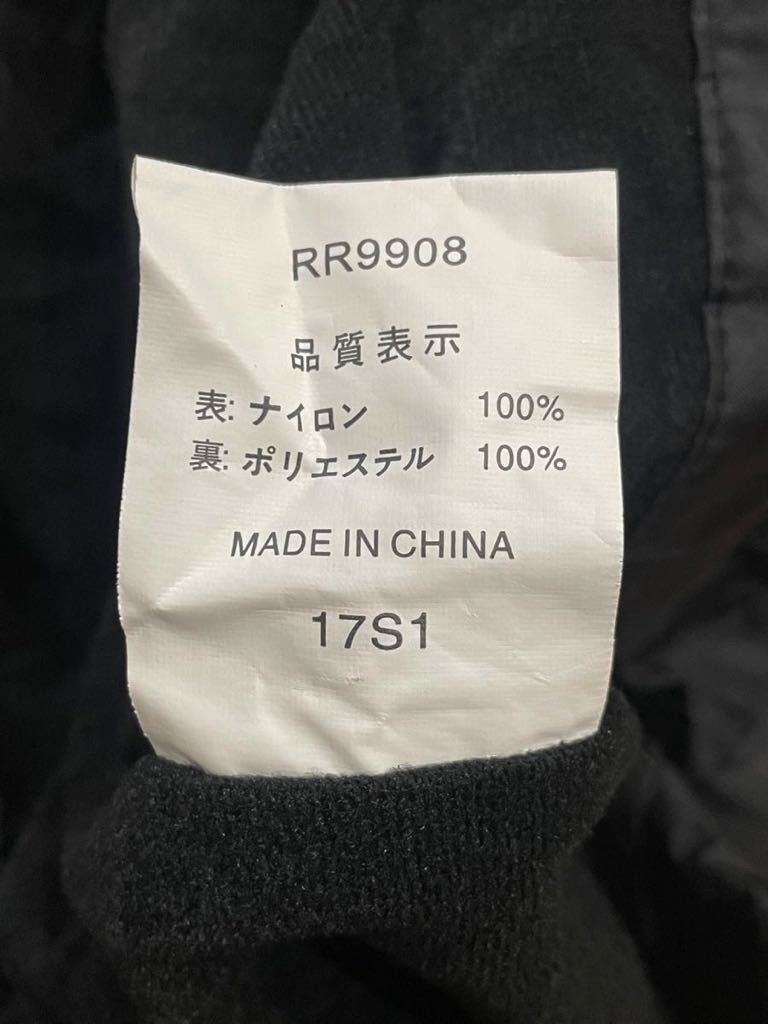 RR9908
品質表示
表: ナイロン 100%
裏: ポリエステル 100%
MADE IN CHINA
17S1